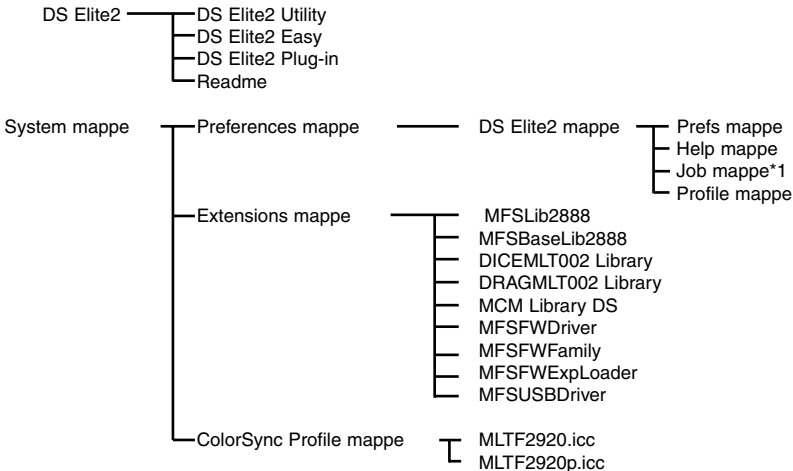 DS Elite2
DS Elite2 Utility
DS Elite2 Easy
DS Elite2 Plug-in
Readme
System mappe
Preferences mappe
DS Elite2 mappe
Prefs mappe
Help mappe
Job mappe*1
Profile mappe
Extensions mappe
MFSLib2888
MFSBaseLib2888
DICEMLT002 Library
DRAGMLT002 Library
MCM Library DS
MFSFWDriver
MFSFWFamily
MFSFWExpLoader
MFSUSBDriver
ColorSync Profile mappe
MLTF2920.icc
MLTF2920p.icc